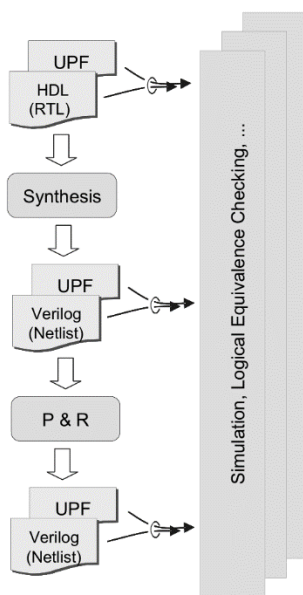 UPF
HDL
(RTL)
Synthesis
UPF
Verilog
(Netlist)
P & R
UPF
Verilog
(Netlist)
Simulation, Logical Equivalence Checking, ...